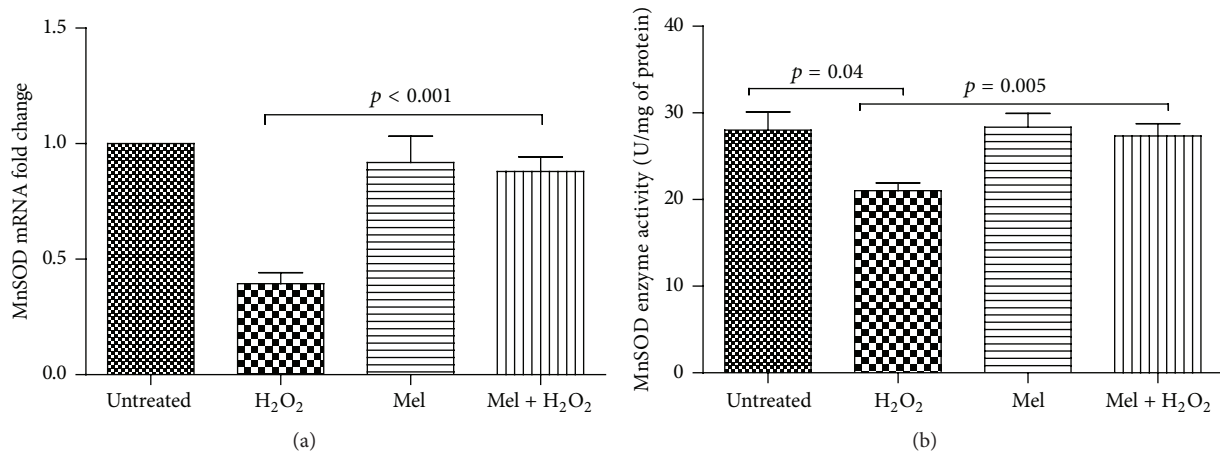 MnSOD mRNA fold change
1.5
1.0
0.5
0.0
p < 0.001
Untreated
H₂O₂
Mel
Mel + H₂O₂
(a)
MnSOD enzyme activity (U/mg of protein)
40
30
20
10
0
p = 0.04
p = 0.005
Untreated
H₂O₂
Mel
Mel + H₂O₂
(b)